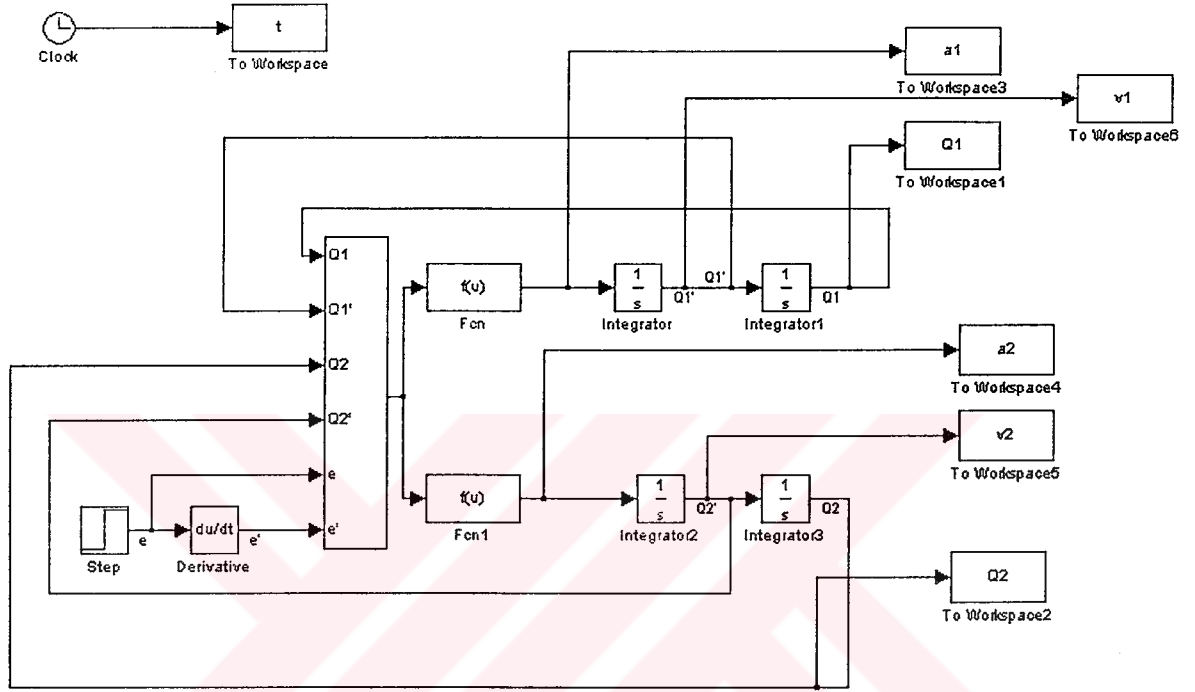 t
Clock
To Workspace
a1
To Workspace3
v1
To Workspace6
Q1
To Workspace1
Q1
Q1'
Q2
Q2'
e
e'
f(u)
Fcn
1
s
Integrator
Q1'
Q1'
1
s
Integrator1
Q1
a2
To Workspace4
v2
To Workspace5
f(u)
Fcn1
1
s
Integrator2
Q2'
1
s
Integrator3
Q2
Step
e
du/dt
Derivative
e'
Q2
To Workspace2